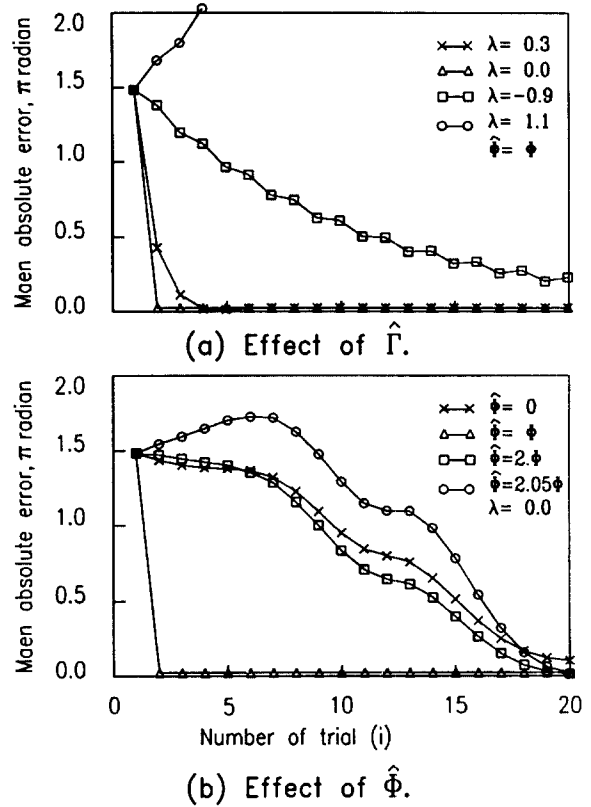 2.0
1.5
1.0
0.5
0.0
Maen absolute error, π radian
λ= 0.3
λ= 0.0
λ=−0.9
λ= 1.1
Φ̂= Φ
(a) Effect of Γ̂.
2.0
1.5
1.0
0.5
0.0
Maen absolute error, π radian
Φ̂= 0
Φ̂= Φ
Φ̂=2.Φ
Φ̂=2.05Φ
λ= 0.0
0 5 10 15 20
Number of trial (i)
(b) Effect of Φ̂.